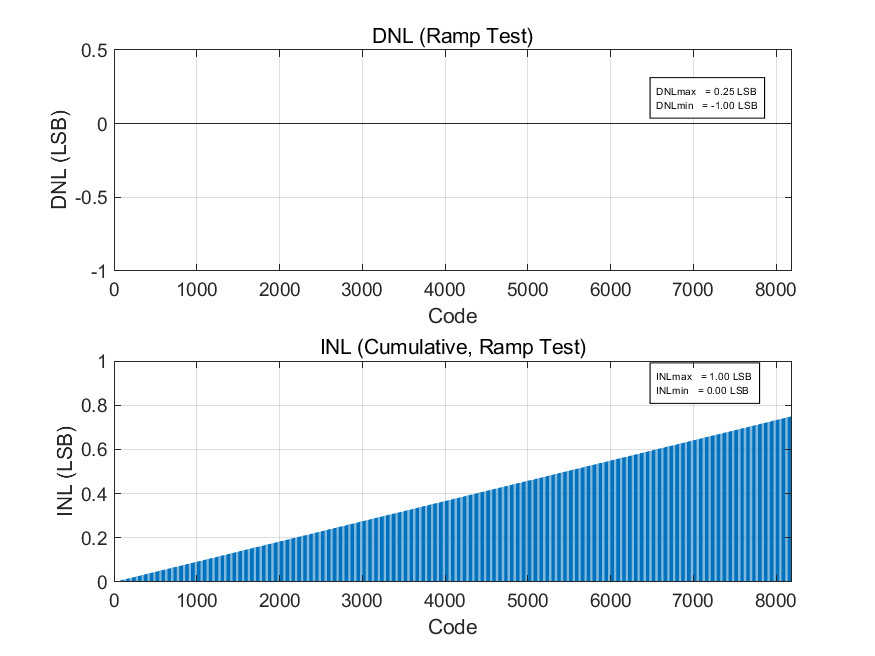 DNL (Ramp Test)
0.5
0
-0.5
-1
DNL (LSB)
DNLmax = 0.25 LSB
DNLmin = -1.00 LSB
0 1000 2000 3000 4000 5000 6000 7000 8000
Code
INL (Cumulative, Ramp Test)
1
0.8
0.6
0.4
0.2
0
INL (LSB)
INLmax = 1.00 LSB
INLmin = 0.00 LSB
0 1000 2000 3000 4000 5000 6000 7000 8000
Code